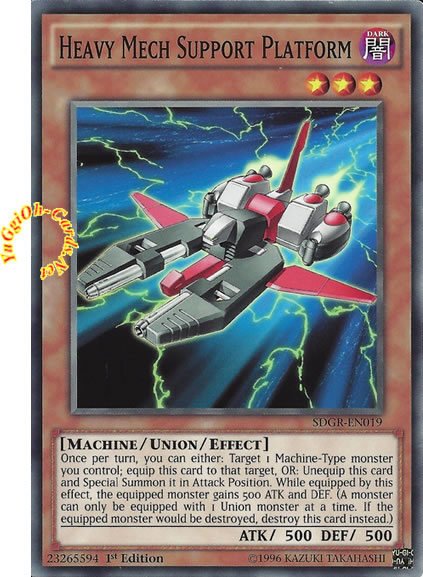 HEAVY MECH SUPPORT PLATFORM
DARK
闇
YuGgiOh-Cards.Net
SDGR-EN019
[MACHINE/UNION/EFFECT]
Once per turn, you can either: Target 1 Machine-Type monster
you control; equip this card to that target, OR: Unequip this card
and Special Summon it in Attack Position. While equipped by this
effect, the equipped monster gains 500 ATK and DEF. (A monster
can only be equipped with 1 Union monster at a time. If the
equipped monster would be destroyed, destroy this card instead.)
ATK/ 500 DEF/ 500
23265594 1st Edition ©1996 KAZUKI TAKAHASHI